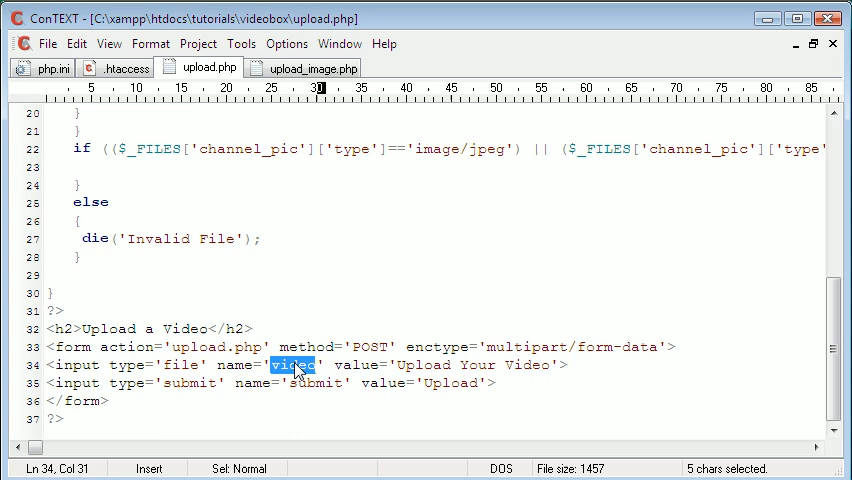 ConTEXT - [C:\xampp\htdocs\tutorials\videobox\upload.php]
File Edit View Format Project Tools Options Window Help
php.ini .htaccess upload.php upload_image.php
5 10 15 20 25 30 35 40 45 50 55 60 65 70 75 80 85
20 }
21 }
22 if (($_FILES['channel_pic']['type']=='image/jpeg') || ($_FILES['channel_pic']['type'
23
24 }
25 else
26 {
27 die('Invalid File');
28 }
29
30 }
31 ?>
32 <h2>Upload a Video</h2>
33 <form action='upload.php' method='POST' enctype='multipart/form-data'>
34 <input type='file' name='video' value='Upload Your Video'>
35 <input type='submit' name='submit' value='Upload'>
36 </form>
37 ?>
Ln 34, Col 31 Insert Sel: Normal DOS File size: 1457 5 chars selected.